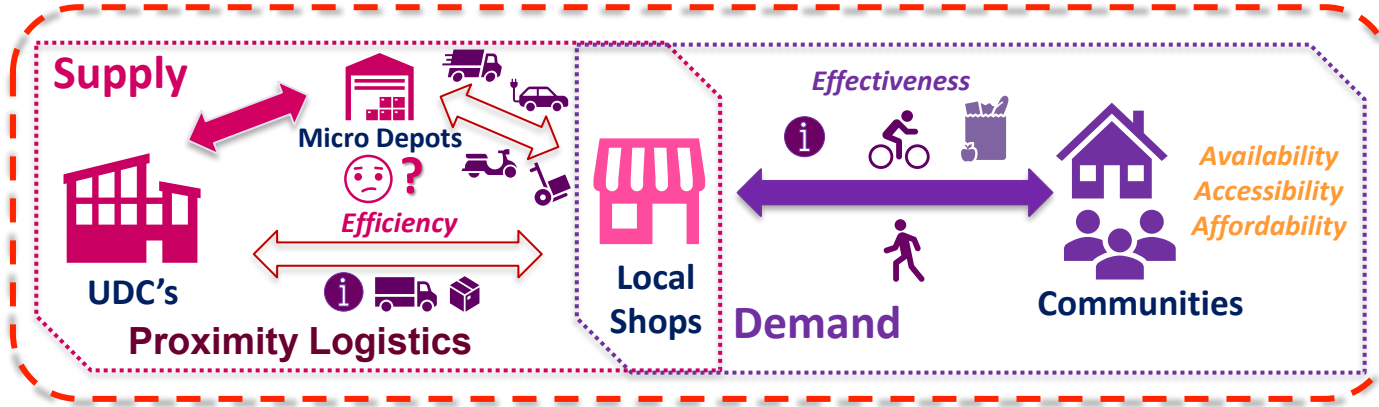 Supply
Micro Depots
?
Efficiency
UDC's
i
Proximity Logistics
Local
Shops
Effectiveness
i
Demand
Availability
Accessibility
Affordability
Communities